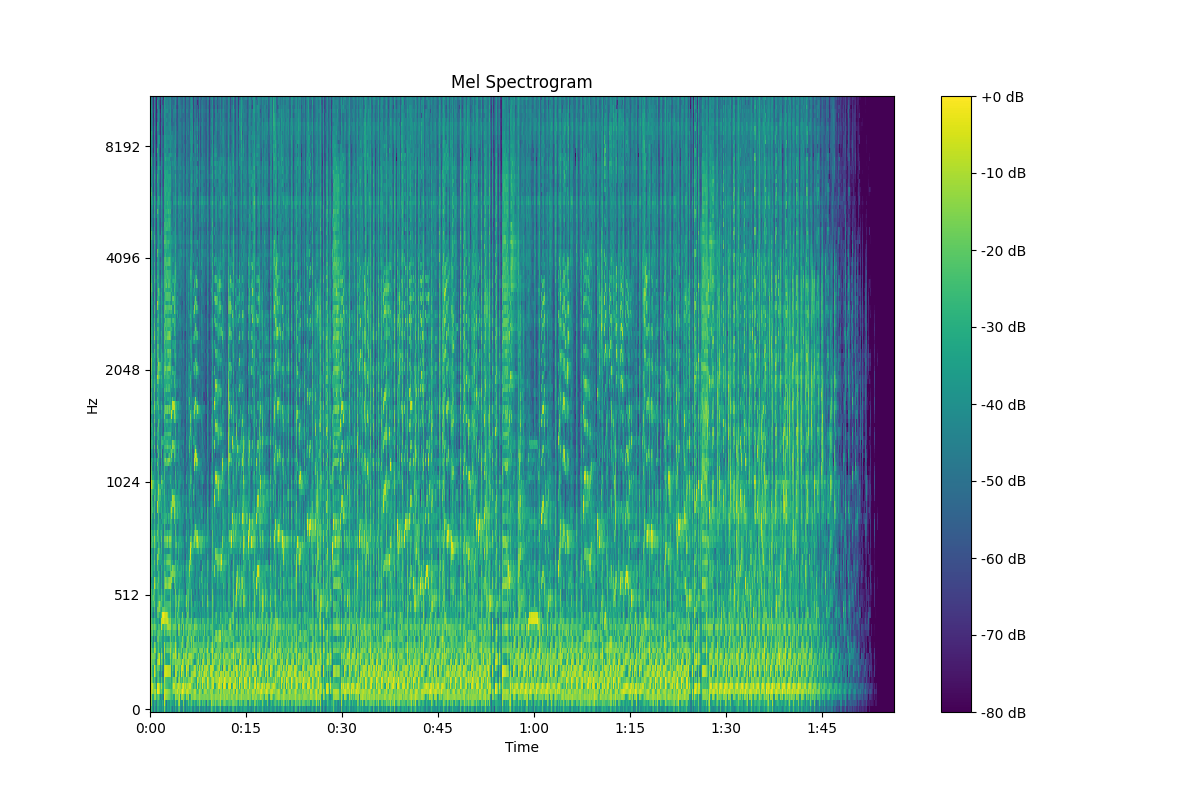 Mel Spectrogram
Hz
8192
4096
2048
1024
512
0
0:00 0:15 0:30 0:45 1:00 1:15 1:30 1:45
Time
+0 dB
-10 dB
-20 dB
-30 dB
-40 dB
-50 dB
-60 dB
-70 dB
-80 dB